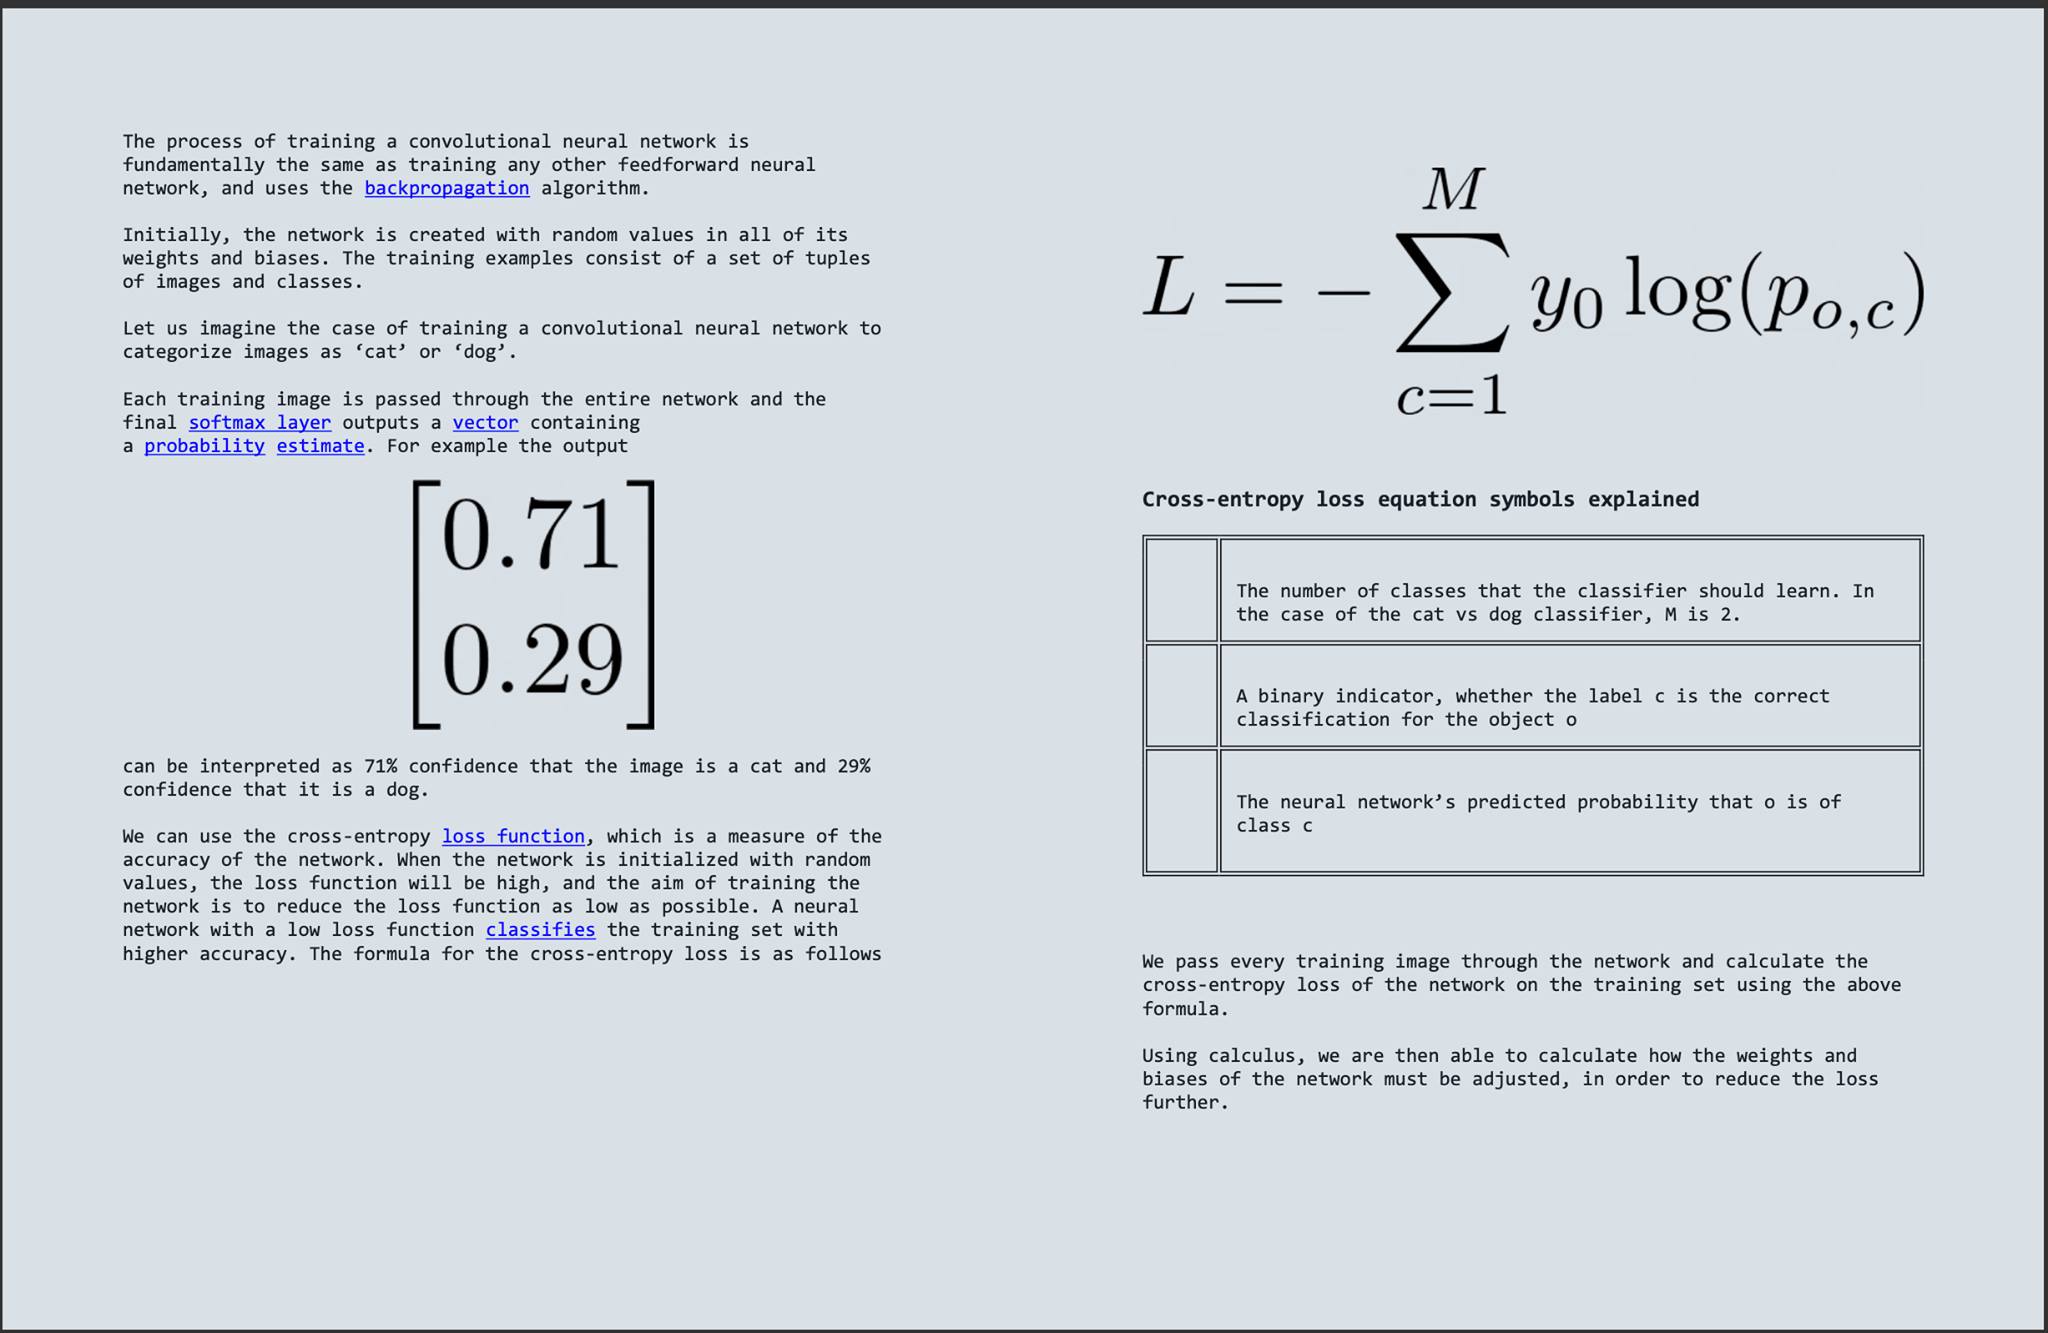 The process of training a convolutional neural network is
fundamentally the same as training any other feedforward neural
network, and uses the backpropagation algorithm.
Initially, the network is created with random values in all of its
weights and biases. The training examples consist of a set of tuples
of images and classes.
Let us imagine the case of training a convolutional neural network to
categorize images as ‘cat’ or ‘dog’.
Each training image is passed through the entire network and the
final softmax layer outputs a vector containing
a probability estimate. For example the output
[0.71
0.29]
can be interpreted as 71% confidence that the image is a cat and 29%
confidence that it is a dog.
We can use the cross-entropy loss function, which is a measure of the
accuracy of the network. When the network is initialized with random
values, the loss function will be high, and the aim of training the
network is to reduce the loss function as low as possible. A neural
network with a low loss function classifies the training set with
higher accuracy. The formula for the cross-entropy loss is as follows
M
L = − ∑ y₀ log(p_{o,c})
c=1
Cross-entropy loss equation symbols explained
The number of classes that the classifier should learn. In
the case of the cat vs dog classifier, M is 2.
A binary indicator, whether the label c is the correct
classification for the object o
The neural network’s predicted probability that o is of
class c
We pass every training image through the network and calculate the
cross-entropy loss of the network on the training set using the above
formula.
Using calculus, we are then able to calculate how the weights and
biases of the network must be adjusted, in order to reduce the loss
further.